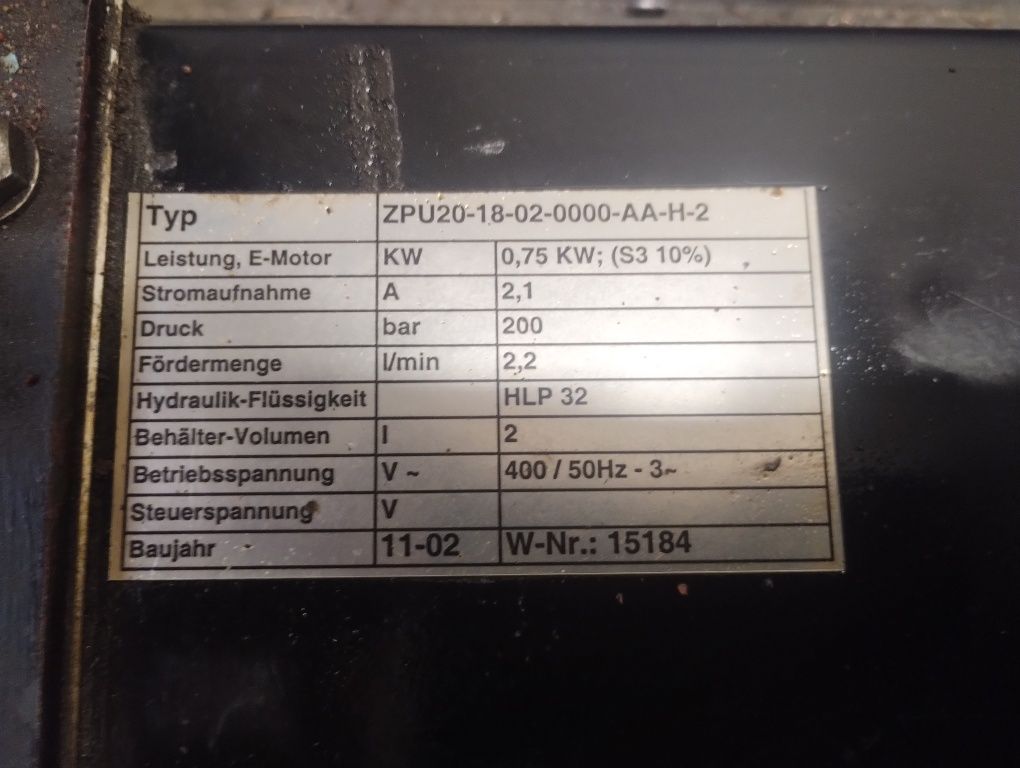 Typ ZPU20-18-02-0000-AA-H-2
Leistung, E-Motor KW 0,75 KW; (S3 10%)
Stromaufnahme A 2,1
Druck bar 200
Fördermenge l/min 2,2
Hydraulik-Flüssigkeit HLP 32
Behälter-Volumen l 2
Betriebsspannung V ~ 400 / 50Hz - 3~
Steuerspannung V
Baujahr 11-02 W-Nr.: 15184